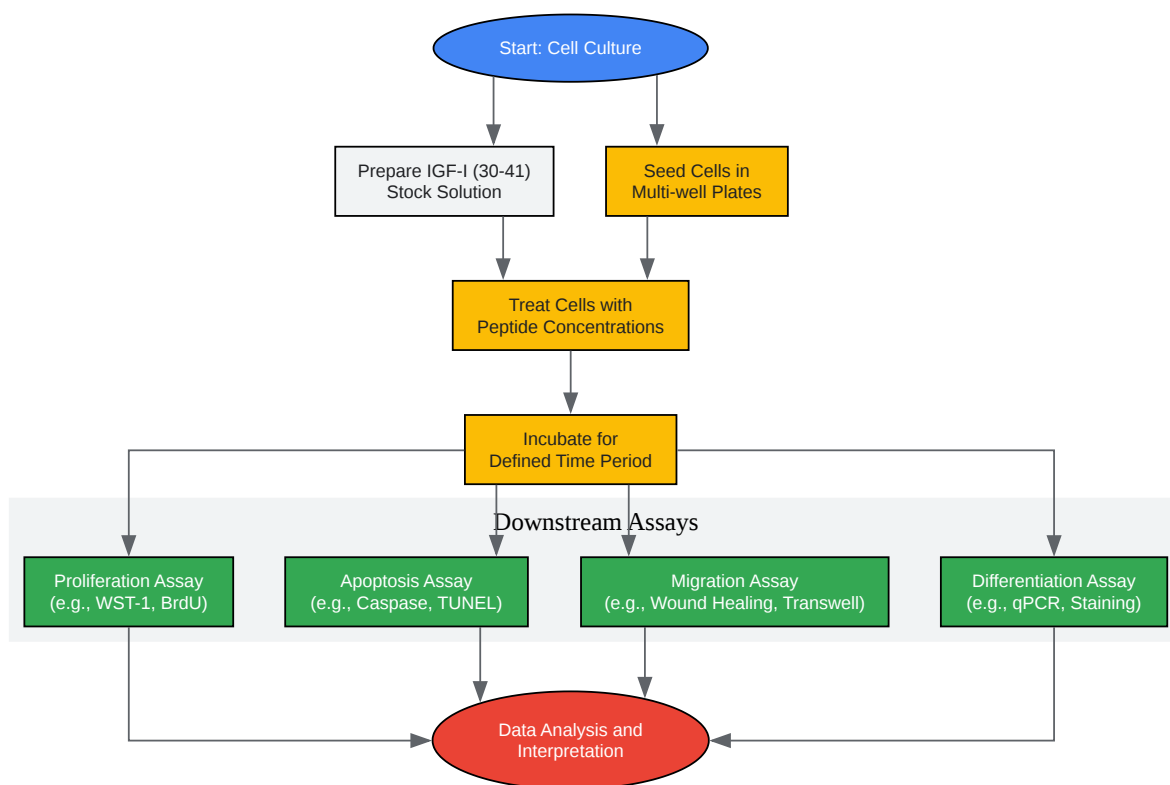 Start: Cell Culture
Prepare IGF-I (30-41)
Stock Solution
Seed Cells in
Multi-well Plates
Treat Cells with
Peptide Concentrations
Incubate for
Defined Time Period
Downstream Assays
Proliferation Assay
(e.g., WST-1, BrdU)
Apoptosis Assay
(e.g., Caspase, TUNEL)
Migration Assay
(e.g., Wound Healing, Transwell)
Differentiation Assay
(e.g., qPCR, Staining)
Data Analysis and
Interpretation